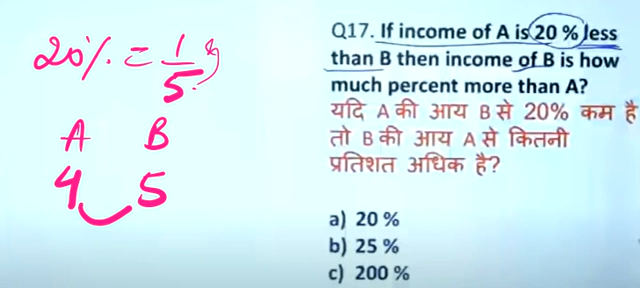 20% = 1/5
A B
4 5
Q17. If income of A is 20 % less
than B then income of B is how
much percent more than A?
यदि A की आय B से 20% कम है
तो B की आय A से कितनी
प्रतिशत अधिक है?
a) 20 %
b) 25 %
c) 200 %